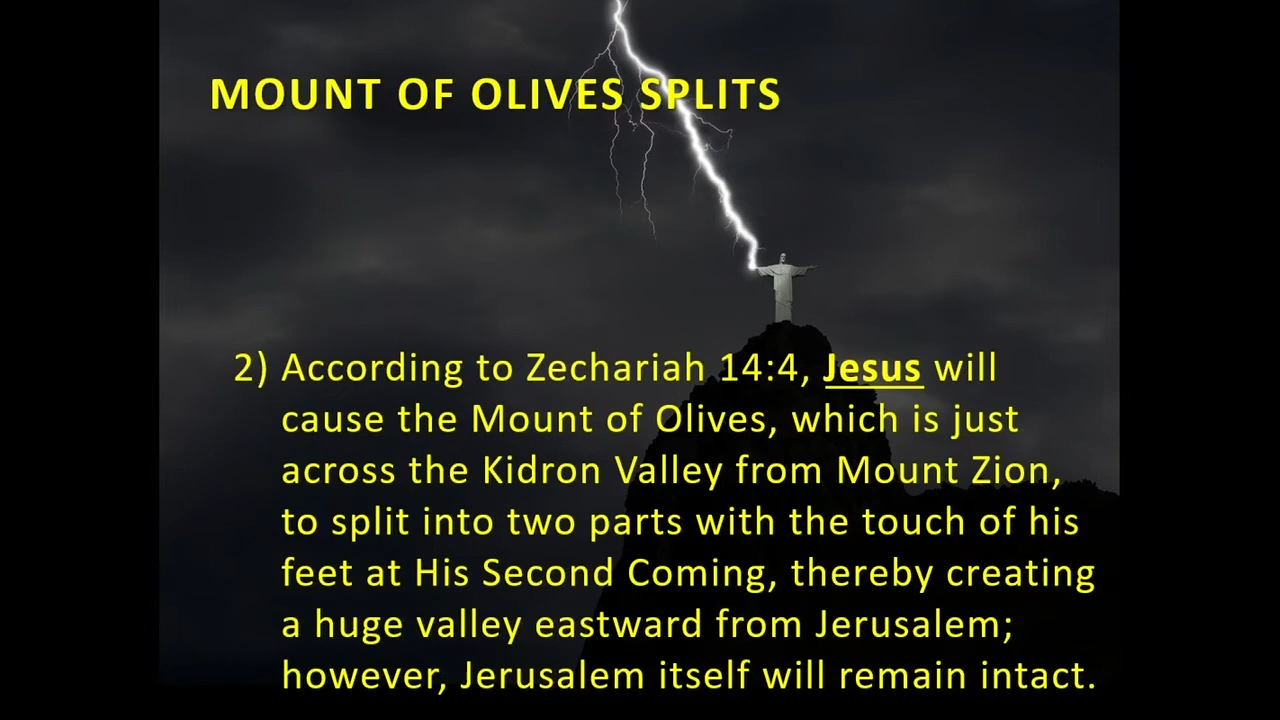 MOUNT OF OLIVES SPLITS
2) According to Zechariah 14:4, Jesus will
cause the Mount of Olives, which is just
across the Kidron Valley from Mount Zion,
to split into two parts with the touch of his
feet at His Second Coming, thereby creating
a huge valley eastward from Jerusalem;
however, Jerusalem itself will remain intact.